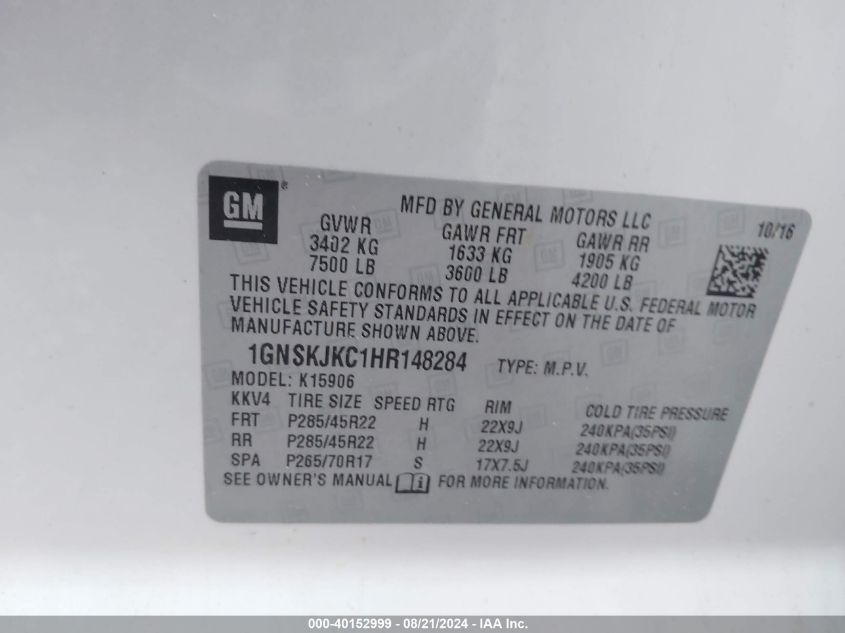 GM
MFD BY GENERAL MOTORS LLC 10/16
GVWR GAWR FRT GAWR RR
3402 KG 1633 KG 1905 KG
7500 LB 3600 LB 4200 LB
THIS VEHICLE CONFORMS TO ALL APPLICABLE U.S. FEDERAL MOTOR
VEHICLE SAFETY STANDARDS IN EFFECT ON THE DATE OF
MANUFACTURE SHOWN ABOVE.
1GNSKJKC1HR148284 TYPE: M.P.V.
MODEL: K15906
KKV4 TIRE SIZE SPEED RTG RIM COLD TIRE PRESSURE
FRT P285/45R22 H 22X9J 240KPA(35PSI)
RR P285/45R22 H 22X9J 240KPA(35PSI)
SPA P265/70R17 S 17X7.5J 240KPA(35PSI)
SEE OWNER'S MANUAL i FOR MORE INFORMATION.
000-40152999 - 08/21/2024 - IAA Inc.